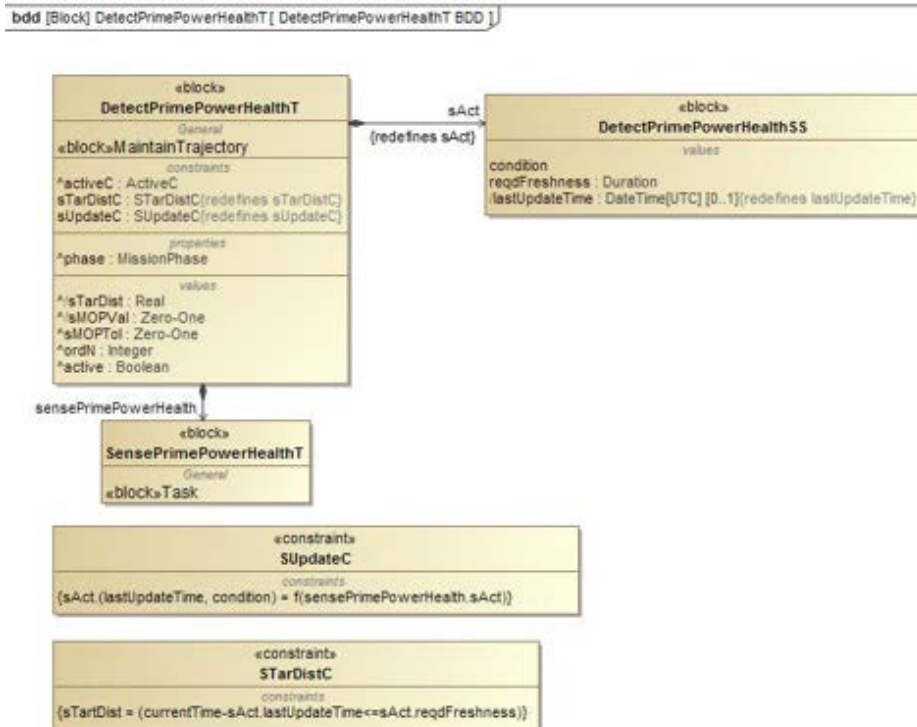 bdd [Block] DetectPrimePowerHealthT [ DetectPrimePowerHealthT BDD ]
«block»
DetectPrimePowerHealthT
General
«block»MaintainTrajectory
constraints
^activeC : ActiveC
sTarDistC : STarDistC{redefines sTarDistC}
sUpdateC : SUpdateC{redefines sUpdateC}
properties
^phase : MissionPhase
values
^/sTarDist : Real
^/sMOPVal : Zero-One
^sMOPTol : Zero-One
^ordN : Integer
^active : Boolean
sAct
{redefines sAct}
«block»
DetectPrimePowerHealthSS
values
condition
reqdFreshness : Duration
/lastUpdateTime : DateTime[UTC] [0..1]{redefines lastUpdateTime}
sensePrimePowerHealth
«block»
SensePrimePowerHealthT
General
«block»Task
«constraint»
SUpdateC
constraints
{sAct.(lastUpdateTime, condition) = f(sensePrimePowerHealth.sAct)}
«constraint»
STarDistC
constraints
{sTartDist = (currentTime-sAct.lastUpdateTime<=sAct.reqdFreshness)}